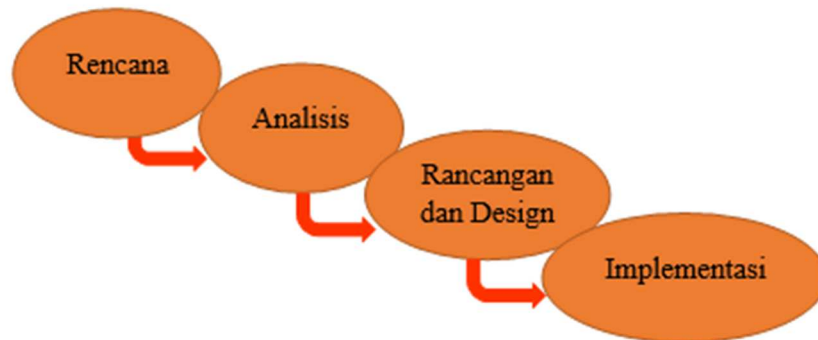 Rencana
Analisis
Rancangan
dan Design
Implementasi